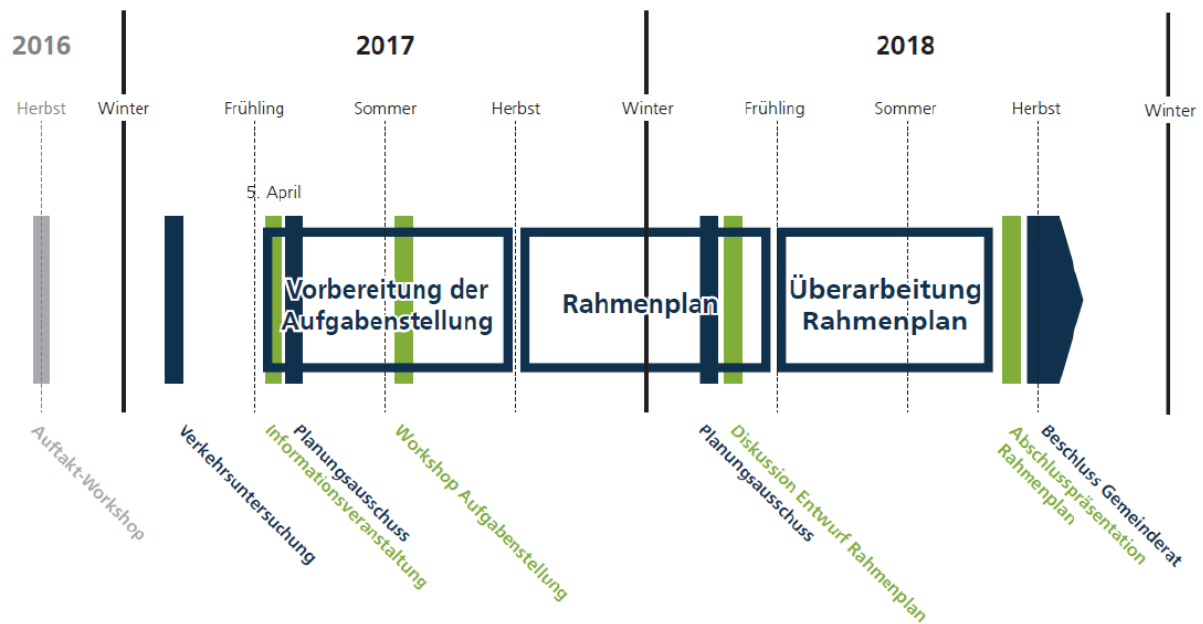 2016
2017
2018
Herbst
Winter
Frühling
Sommer
Herbst
Winter
Frühling
Sommer
Herbst
Winter
5. April
Vorbereitung der
Aufgabenstellung
Rahmenplan
Überarbeitung
Rahmenplan
Auftakt-Workshop
Verkehrsuntersuchung
Informationsveranstaltung
Planungsausschuss
Workshop Aufgabenstellung
Planungsausschuss
Diskussion Entwurf Rahmenplan
Abschlusspräsentation
Rahmenplan
Beschluss Gemeinderat